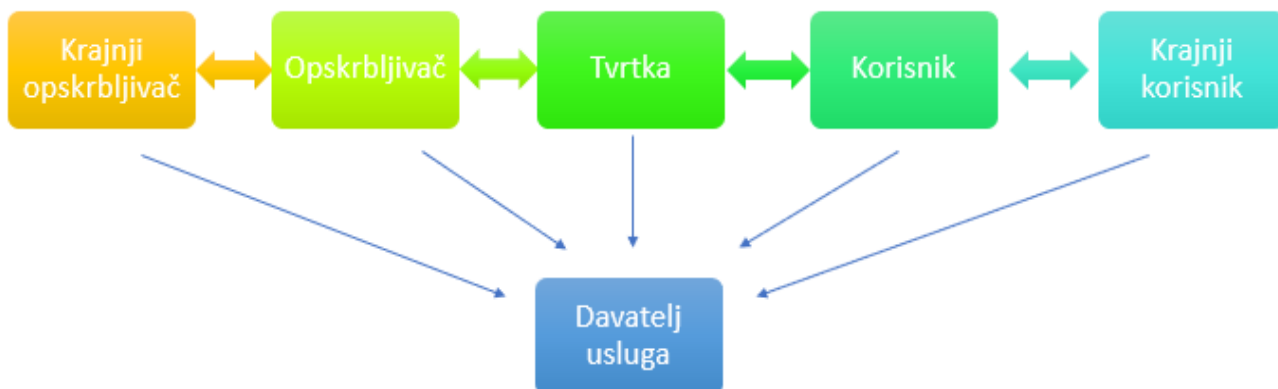 Krajnji
opskrbljivač
Opskrbljivač
Tvrtka
Korisnik
Krajnji
korisnik
Davatelj
usluga